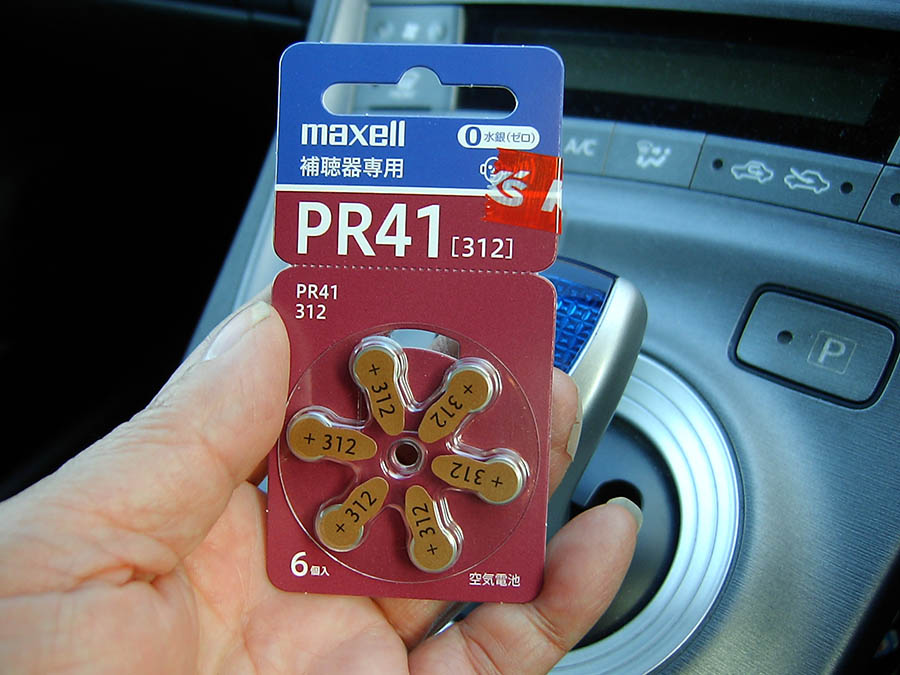 maxell
0水銀(ゼロ)
補聴器専用
K'S
PR41[312]
PR41
312
+312
+312
+312
+312
+312
+312
6個入
空気電池
A/C
P